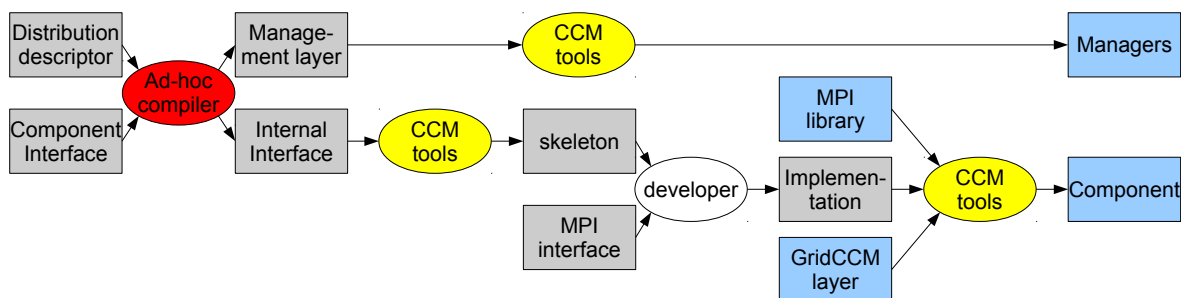 Distribution
descriptor
Manage-
ment layer
CCM
tools
Managers
Ad-hoc
compiler
Component
Interface
Internal
Interface
CCM
tools
skeleton
MPI
interface
developer
MPI
library
Implemen-
tation
GridCCM
layer
CCM
tools
Component